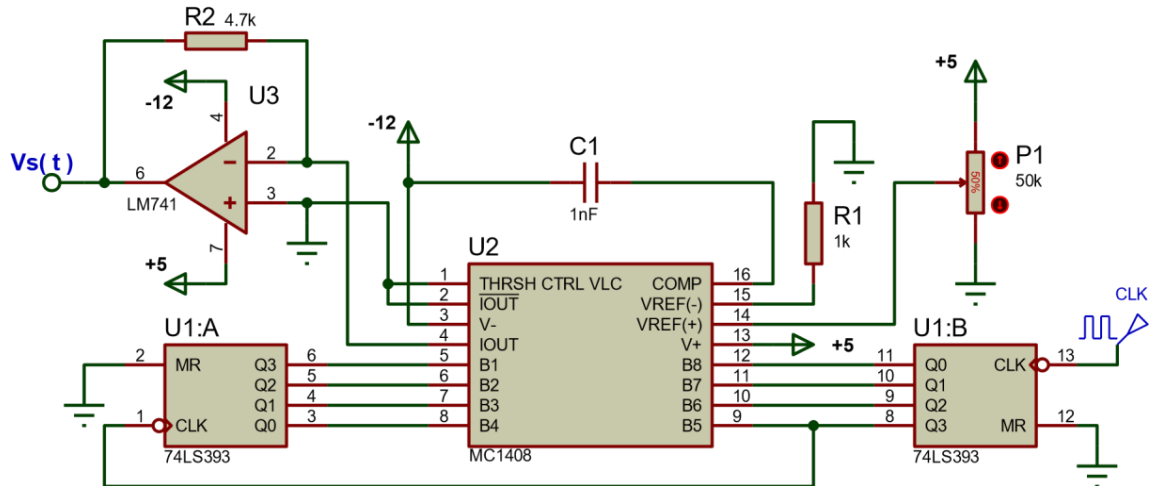 R2 4.7k
-12
U3
4
Vs(t)
6
2
LM741
3
7
+5
-12
C1
1nF
R1
1k
+5
P1
50k
50%
U2
1 THRSH CTRL VLC COMP 16
2 IOUT VREF(-) 15
3 V- VREF(+) 14
4 IOUT V+ 13
+5
5 B1 B8 12
6 B2 B7 11
7 B3 B6 10
8 B4 B5 9
MC1408
U1:A
2 MR Q3 6
Q2 5
Q1 4
1 CLK Q0 3
74LS393
U1:B
CLK
11 Q0 CLK 13
10 Q1
9 Q2
8 Q3 MR 12
74LS393